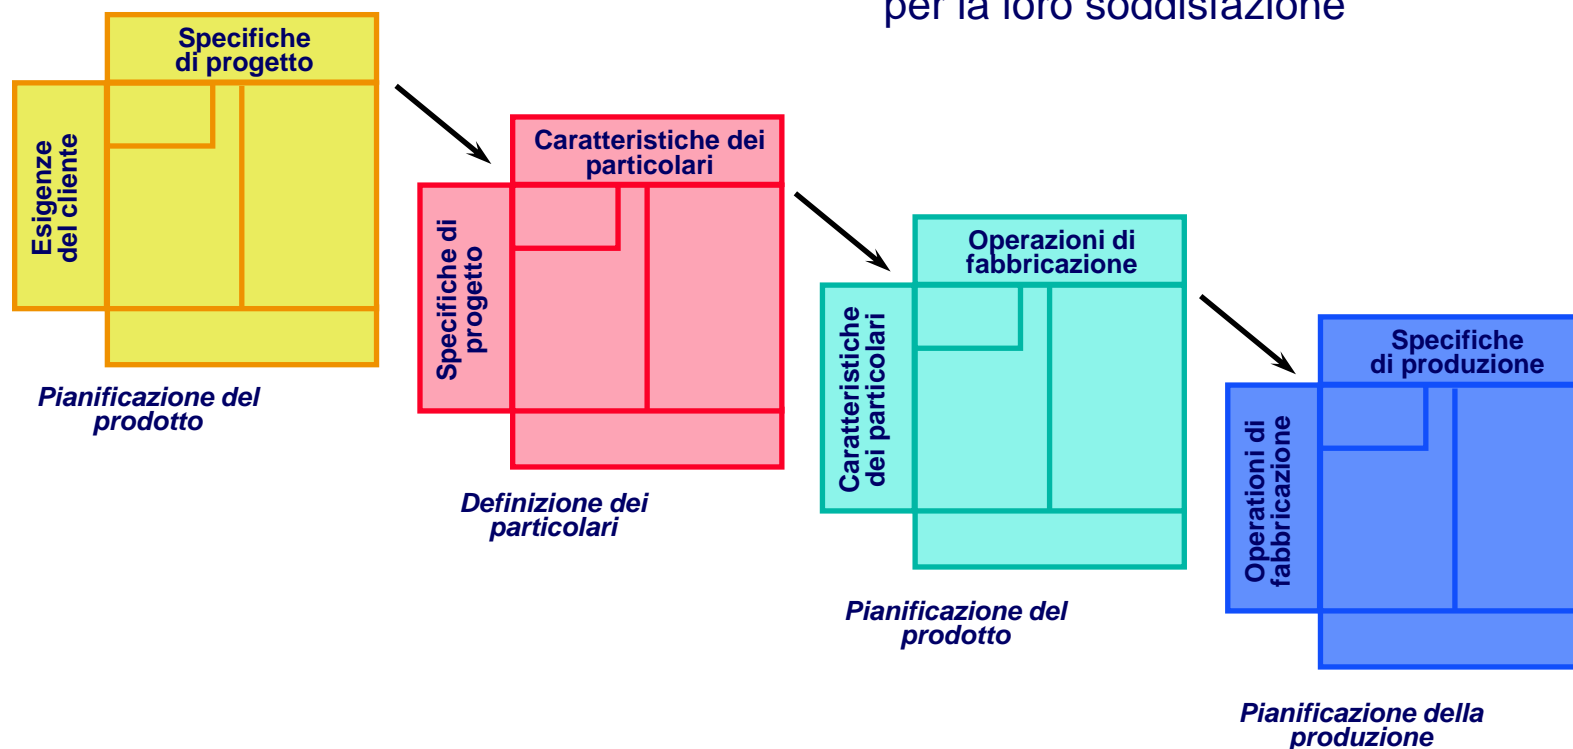 per la loro soddisfazione
Specifiche
di progetto
Esigenze
del cliente
Pianificazione del
prodotto
Caratteristiche dei
particolari
Specifiche di
progetto
Definizione dei
particolari
Operazioni di
fabbricazione
Caratteristiche
dei particolari
Pianificazione del
prodotto
Specifiche
di produzione
Operationi di
fabbricazione
Pianificazione della
produzione